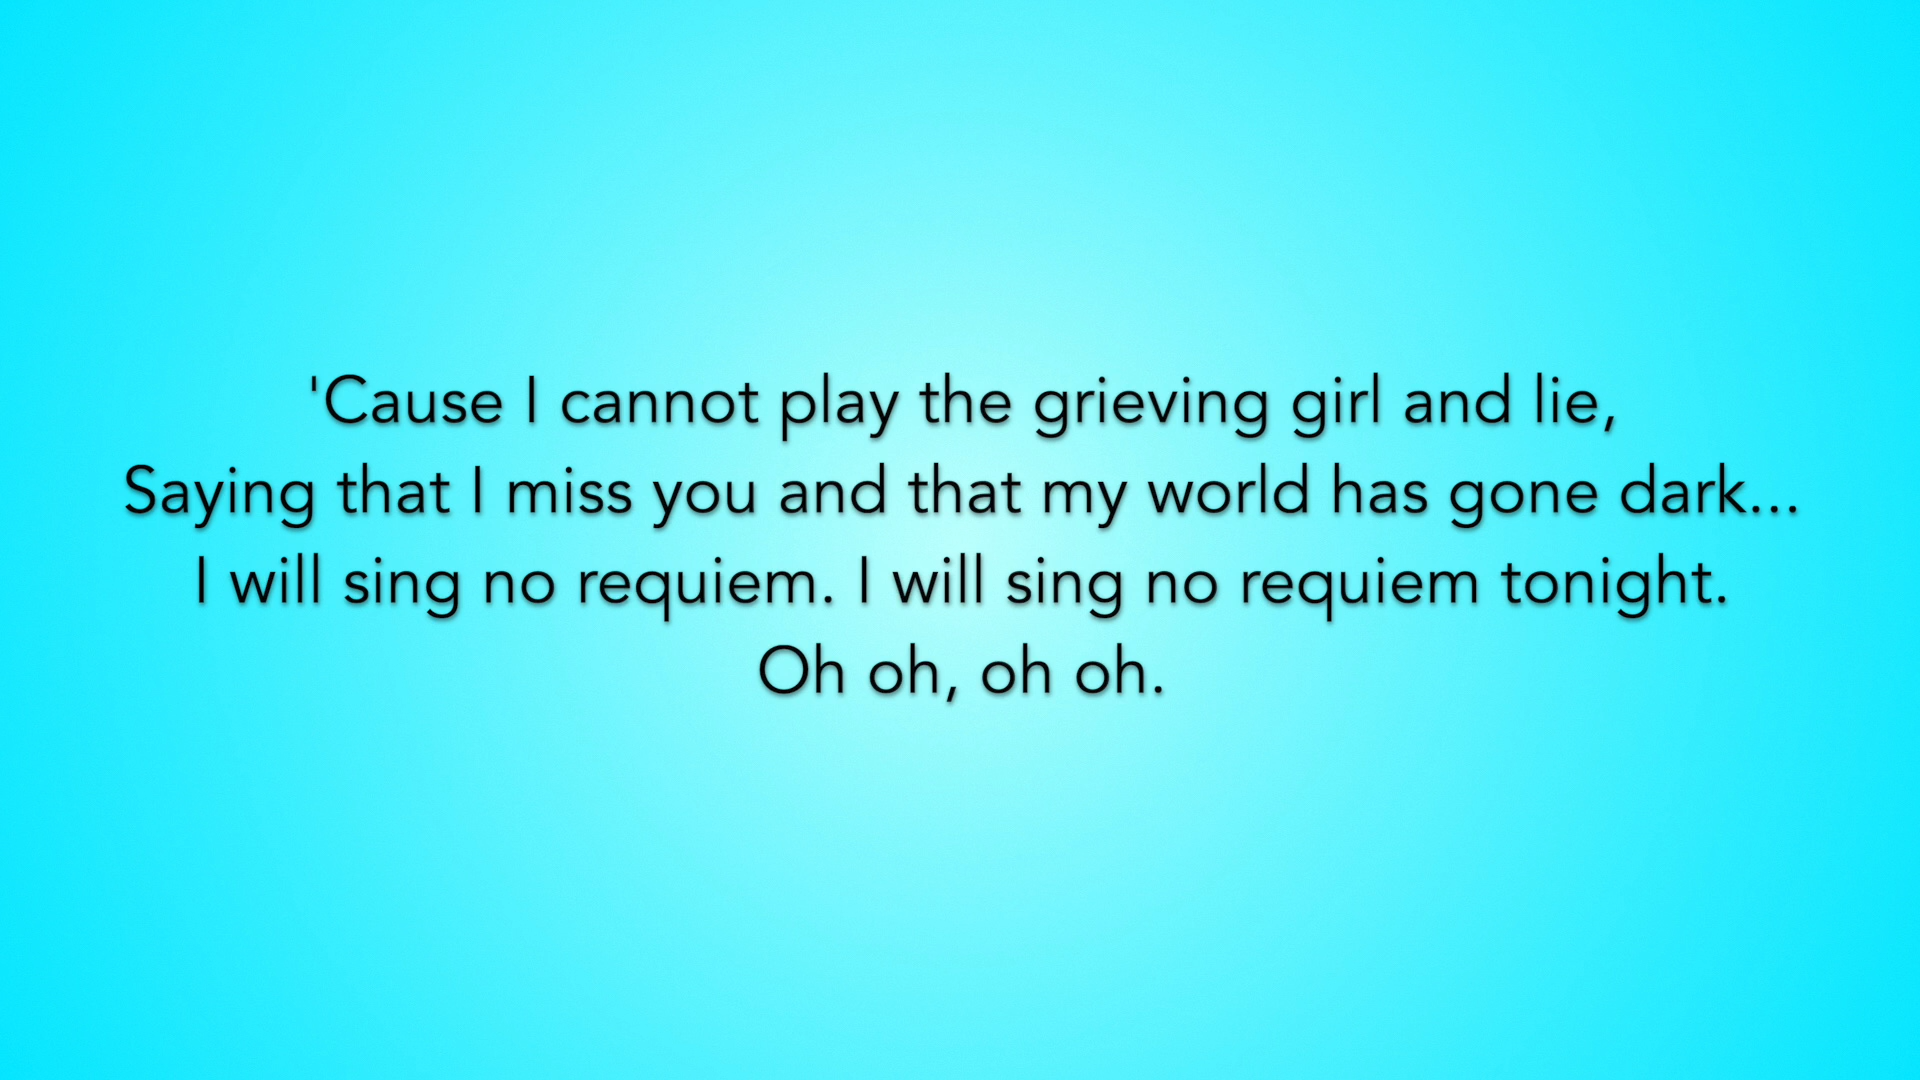 'Cause I cannot play the grieving girl and lie,
Saying that I miss you and that my world has gone dark...
I will sing no requiem. I will sing no requiem tonight.
Oh oh, oh oh.